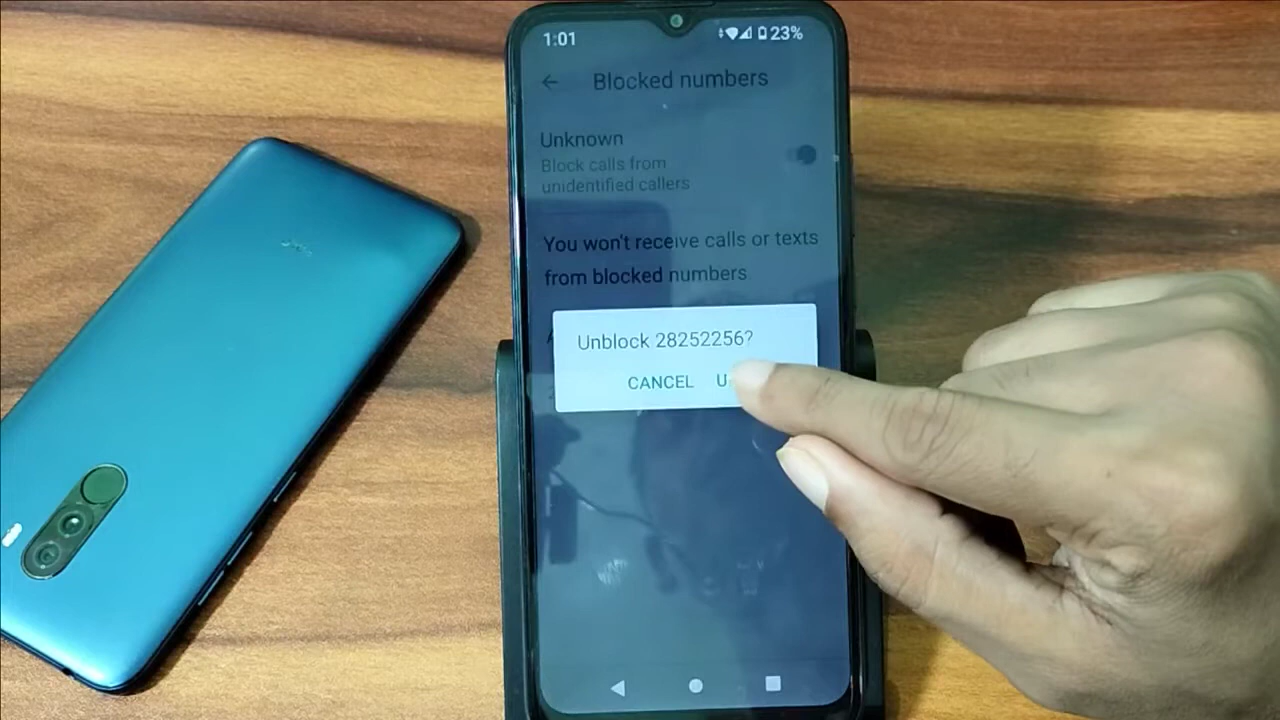 1:01
23%
Blocked numbers
Unknown
Block calls from
unidentified callers
You won't receive calls or texts
from blocked numbers
Unblock 28252256?
CANCEL